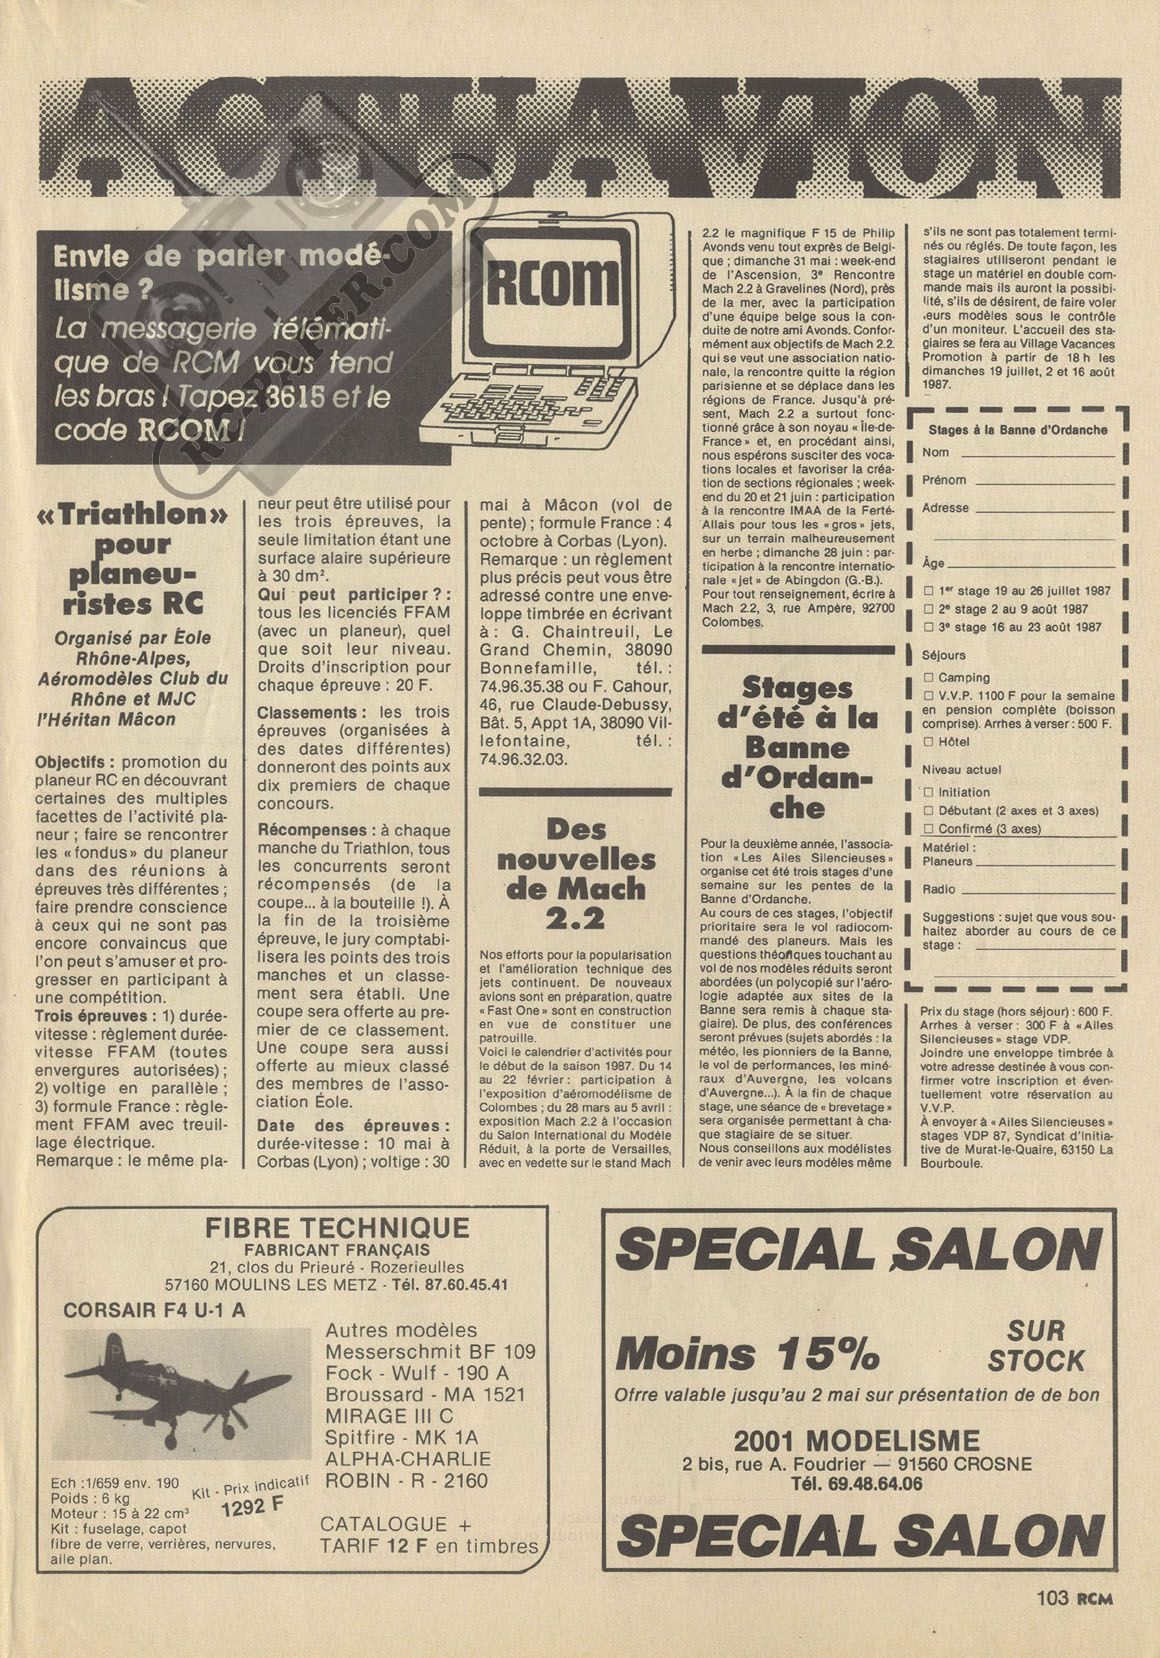 ACTUAVION
RC-PAPER.COM
Envie de parler modé-
lisme ?
La messagerie télémati-
que de RCM vous tend
les bras ! Tapez 3615 et le
code RCOM !
RCOM
«Triathlon»
pour
planeu-
ristes RC
Organisé par Éole
Rhône-Alpes,
Aéromodèles Club du
Rhône et MJC
l'Héritan Mâcon
Objectifs : promotion du
planeur RC en découvrant
certaines des multiples
facettes de l'activité pla-
neur ; faire se rencontrer
les «fondus» du planeur
dans des réunions à
épreuves très différentes ;
faire prendre conscience
à ceux qui ne sont pas
encore convaincus que
l'on peut s'amuser et pro-
gresser en participant à
une compétition.
Trois épreuves : 1) durée-
vitesse : règlement durée-
vitesse FFAM (toutes
envergures autorisées) ;
2) voltige en parallèle ;
3) formule France : règle-
ment FFAM avec treuil-
lage électrique.
Remarque : le même pla-
neur peut être utilisé pour
les trois épreuves, la
seule limitation étant une
surface alaire supérieure
à 30 dm².
Qui peut participer ? :
tous les licenciés FFAM
(avec un planeur), quel
que soit leur niveau.
Droits d'inscription pour
chaque épreuve : 20 F.
Classements : les trois
épreuves (organisées à
des dates différentes)
donneront des points aux
dix premiers de chaque
concours.
Récompenses : à chaque
manche du Triathlon, tous
les concurrents seront
récompensés (de la
coupe... à la bouteille !). À
la fin de la troisième
épreuve, le jury comptabi-
lisera les points des trois
manches et un classe-
ment sera établi. Une
coupe sera offerte au pre-
mier de ce classement.
Une coupe sera aussi
offerte au mieux classé
des membres de l'asso-
ciation Éole.
Date des épreuves :
durée-vitesse : 10 mai à
Corbas (Lyon) ; voltige : 30
mai à Mâcon (vol de
pente) ; formule France : 4
octobre à Corbas (Lyon).
Remarque : un règlement
plus précis peut vous être
adressé contre une enve-
loppe timbrée en écrivant
à : G. Chaintreuil, Le
Grand Chemin, 38090
Bonnefamille, tél. :
74.96.35.38 ou F. Cahour,
46, rue Claude-Debussy,
Bât. 5, Appt 1A, 38090 Vil-
lefontaine, tél. :
74.96.32.03.
Des
nouvelles
de Mach
2.2
Nos efforts pour la popularisation
et l'amélioration technique des
jets continuent. De nouveaux
avions sont en préparation, quatre
«Fast One» sont en construction
en vue de constituer une
patrouille.
Voici le calendrier d'activités pour
le début de la saison 1987. Du 14
au 22 février : participation à
l'exposition d'aéromodélisme de
Colombes ; du 28 mars au 5 avril :
exposition Mach 2.2 à l'occasion
du Salon International du Modèle
Réduit, à la porte de Versailles,
avec en vedette sur le stand Mach
2.2 le magnifique F 15 de Philip
Avonds venu tout exprès de Belgi-
que ; dimanche 31 mai : week-end
de l'Ascension, 3e Rencontre
Mach 2.2 à Gravelines (Nord), près
de la mer, avec la participation
d'une équipe belge sous la con-
duite de notre ami Avonds. Confor-
mément aux objectifs de Mach 2.2.
qui se veut une association natio-
nale, la rencontre quitte la région
parisienne et se déplace dans les
régions de France. Jusqu'à pré-
sent, Mach 2.2 a surtout fonc-
tionné grâce à son noyau «Île-de-
France» et, en procédant ainsi,
nous espérons susciter des voca-
tions locales et favoriser la créa-
tion de sections régionales ; week-
end du 20 et 21 juin : participation
à la rencontre IMAA de la Ferté-
Allais pour tous les «gros» jets,
sur un terrain malheureusement
en herbe ; dimanche 28 juin : par-
ticipation à la rencontre internatio-
nale «jet» de Abingdon (G.-B.).
Pour tout renseignement, écrire à
Mach 2.2, 3, rue Ampère, 92700
Colombes.
Stages
d'été à la
Banne
d'Ordan-
che
Pour la deuxième année, l'associa-
tion «Les Ailes Silencieuses»
organise cet été trois stages d'une
semaine sur les pentes de la
Banne d'Ordanche.
Au cours de ces stages, l'objectif
prioritaire sera le vol radiocom-
mandé des planeurs. Mais les
questions théoriques touchant au
vol de nos modèles réduits seront
abordées (un polycopié sur l'aéro-
logie adaptée aux sites de la
Banne sera remis à chaque sta-
giaire). De plus, des conférences
seront prévues (sujets abordés : la
météo, les pionniers de la Banne,
le vol de performances, les miné-
raux d'Auvergne, les volcans
d'Auvergne...). À la fin de chaque
stage, une séance de «brevetage»
sera organisée permettant à cha-
que stagiaire de se situer.
Nous conseillons aux modélistes
de venir avec leurs modèles même
s'ils ne sont pas totalement termi-
nés ou réglés. De toute façon, les
stagiaires utiliseront pendant le
stage un matériel en double com-
mande mais ils auront la possibi-
lité, s'ils de désirent, de faire voler
leurs modèles sous le contrôle
d'un moniteur. L'accueil des sta-
giaires se fera au Village Vacances
Promotion à partir de 18 h les
dimanches 19 juillet, 2 et 16 août
1987.
Stages à la Banne d'Ordanche
Nom
Prénom
Adresse
Âge
□ 1er stage 19 au 26 juillet 1987
□ 2e stage 2 au 9 août 1987
□ 3e stage 16 au 23 août 1987
Séjours
□ Camping
□ V.V.P. 1100 F pour la semaine
en pension complète (boisson
comprise). Arrhes à verser : 500 F.
□ Hôtel
Niveau actuel
□ Initiation
□ Débutant (2 axes et 3 axes)
□ Confirmé (3 axes)
Matériel :
Planeurs
Radio
Suggestions : sujet que vous sou-
haitez aborder au cours de ce
stage :
Prix du stage (hors séjour) : 600 F.
Arrhes à verser : 300 F à «Ailes
Silencieuses» stage VDP.
Joindre une enveloppe timbrée à
votre adresse destinée à vous con-
firmer votre inscription et éven-
tuellement votre réservation au
V.V.P.
À envoyer à «Ailes Silencieuses»
stages VDP 87, Syndicat d'Initia-
tive de Murat-le-Quaire, 63150 La
Bourboule.
FIBRE TECHNIQUE
FABRICANT FRANÇAIS
21, clos du Prieuré - Rozerieulles
57160 MOULINS LES METZ - Tél. 87.60.45.41
CORSAIR F4 U-1 A
Autres modèles
Messerschmit BF 109
Fock - Wulf - 190 A
Broussard - MA 1521
MIRAGE III C
Spitfire - MK 1A
ALPHA-CHARLIE
ROBIN - R - 2160
Ech :1/659 env. 190
Poids : 6 kg
Moteur : 15 à 22 cm³
Kit : fuselage, capot
fibre de verre, verrières, nervures,
aile plan.
Kit - Prix indicatif
1292 F
CATALOGUE +
TARIF 12 F en timbres
SPECIAL SALON
Moins 15%
SUR
STOCK
Ofrre valable jusqu'au 2 mai sur présentation de de bon
2001 MODELISME
2 bis, rue A. Foudrier — 91560 CROSNE
Tél. 69.48.64.06
SPECIAL SALON
103 RCM